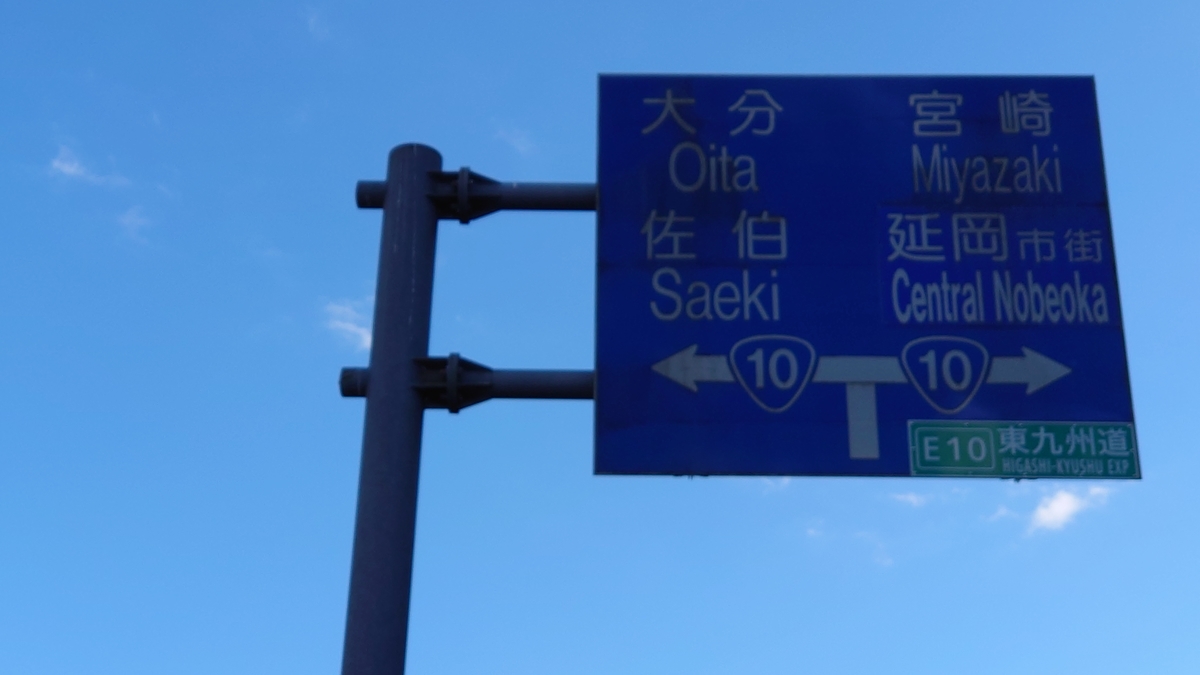 大分
Oita
佐伯
Saeki
宮崎
Miyazaki
延岡市街
Central Nobeoka
10
10
E10 東九州道
HIGASHI-KYUSHU EXP